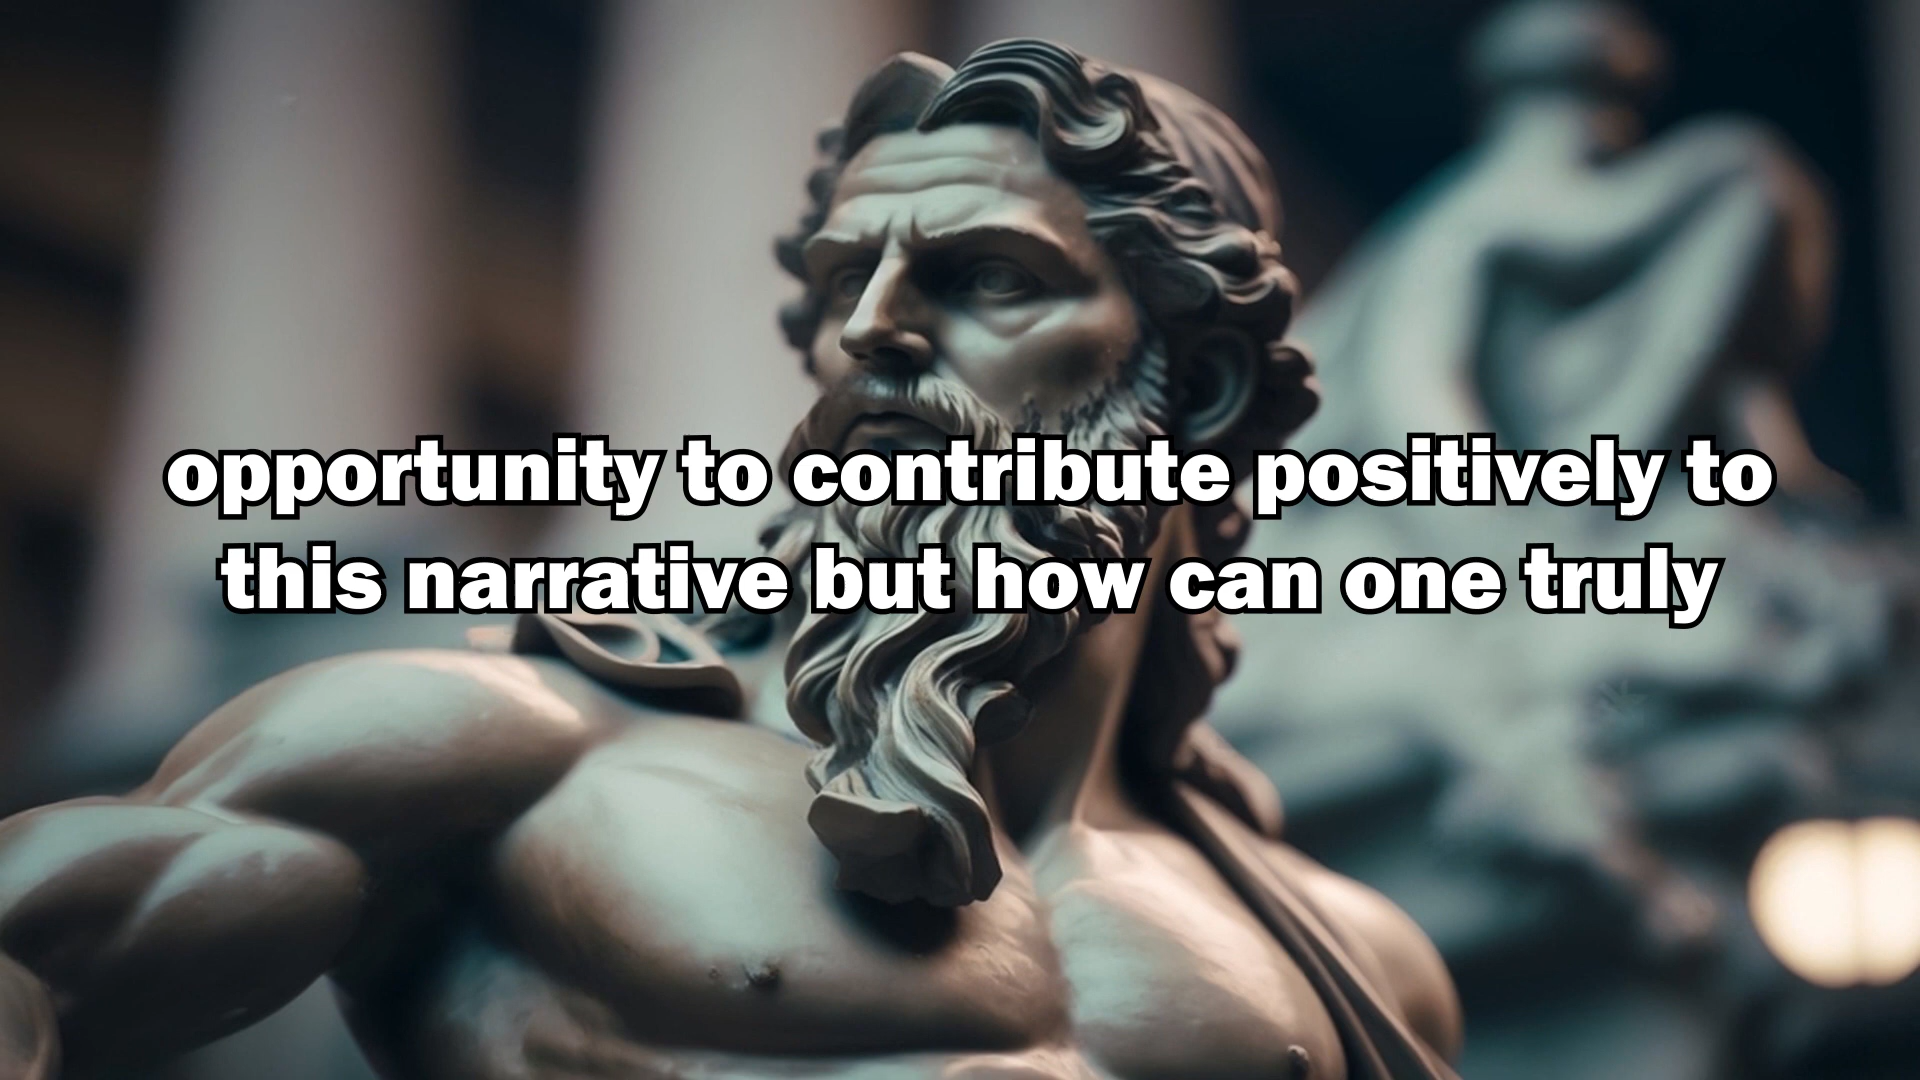 opportunity to contribute positively to
this narrative but how can one truly